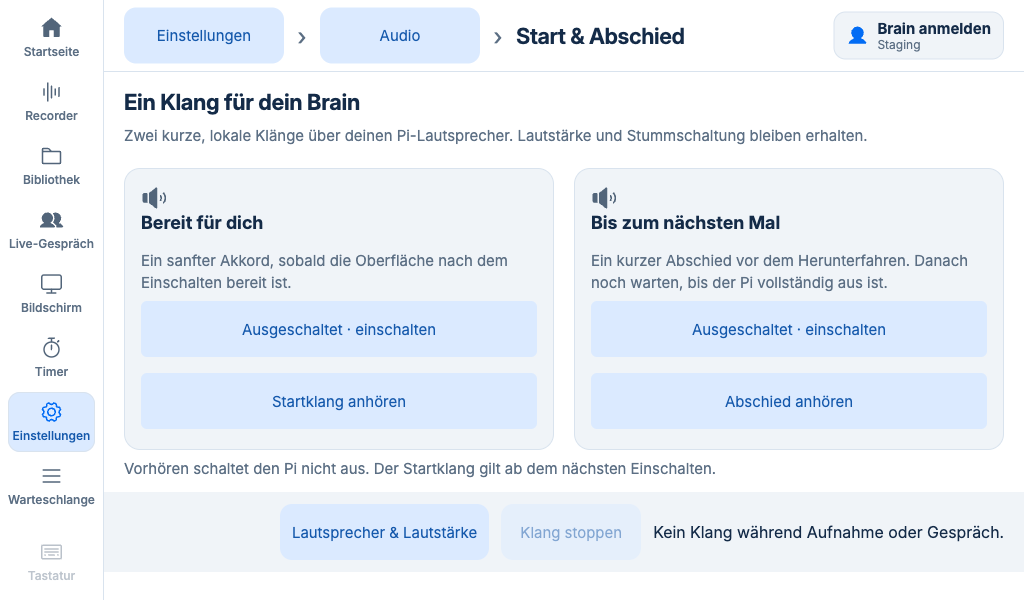 Startseite
Recorder
Bibliothek
Live-Gespräch
Bildschirm
Timer
Einstellungen
Warteschlange
Tastatur
Einstellungen › Audio › Start & Abschied
Brain anmelden
Staging
Ein Klang für dein Brain
Zwei kurze, lokale Klänge über deinen Pi-Lautsprecher. Lautstärke und Stummschaltung bleiben erhalten.
Bereit für dich
Ein sanfter Akkord, sobald die Oberfläche nach dem
Einschalten bereit ist.
Ausgeschaltet · einschalten
Startklang anhören
Bis zum nächsten Mal
Ein kurzer Abschied vor dem Herunterfahren. Danach
noch warten, bis der Pi vollständig aus ist.
Ausgeschaltet · einschalten
Abschied anhören
Vorhören schaltet den Pi nicht aus. Der Startklang gilt ab dem nächsten Einschalten.
Lautsprecher & Lautstärke
Klang stoppen
Kein Klang während Aufnahme oder Gespräch.